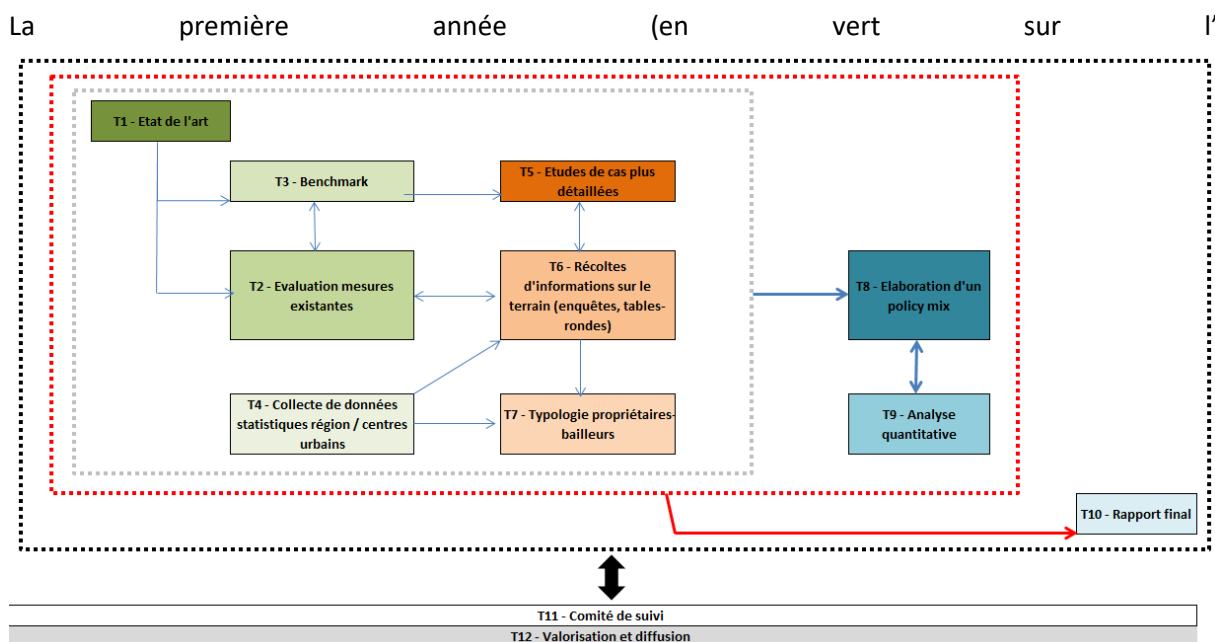 La première année (en vert sur l'
T1 - Etat de l'art
T3 - Benchmark
T5 - Etudes de cas plus
détaillées
T2 - Evaluation mesures
existantes
T6 - Récoltes
d'informations sur le
terrain (enquêtes, tables-
rondes)
T8 - Elaboration d'un
policy mix
T4 - Collecte de données
statistiques région / centres
urbains
T7 - Typologie propriétaires-
bailleurs
T9 - Analyse
quantitative
T10 - Rapport final
T11 - Comité de suivi
T12 - Valorisation et diffusion